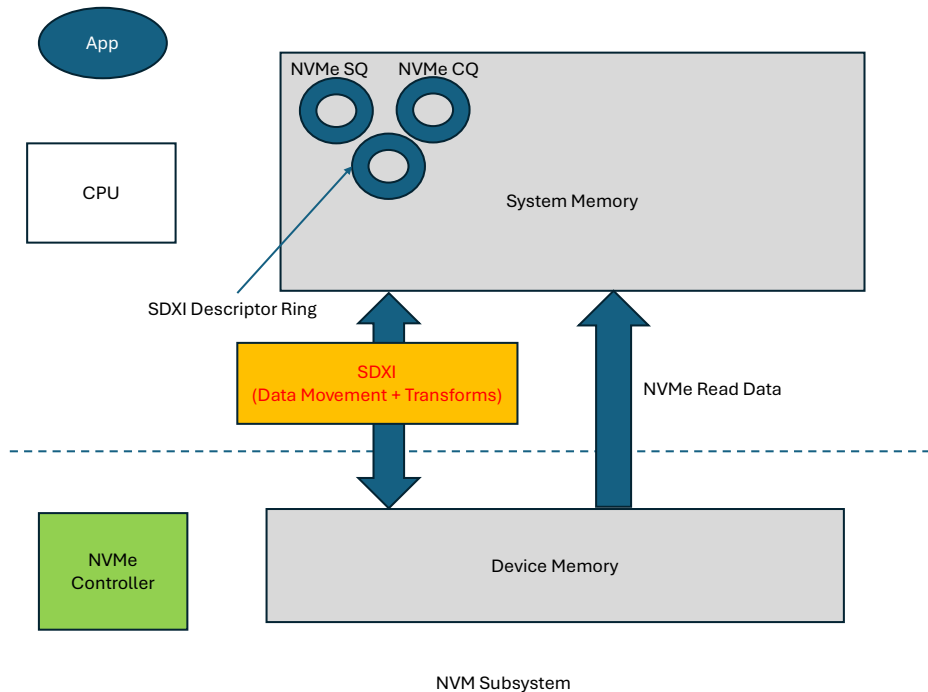 App
NVMe SQ
NVMe CQ
CPU
System Memory
SDXI Descriptor Ring
SDXI
(Data Movement + Transforms)
NVMe Read Data
NVMe
Controller
Device Memory
NVM Subsystem